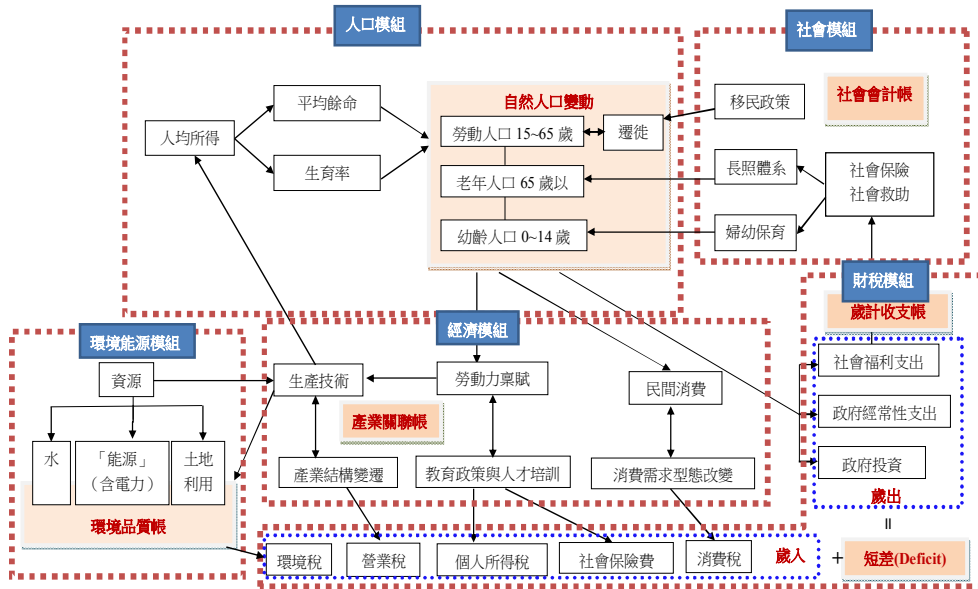 人口模組
社會模組
平均餘命
人均所得
生育率
自然人口變動
勞動人口 15~65 歲
遷徙
老年人口 65 歲以
幼齡人口 0~14 歲
移民政策
社會會計帳
長照體系
社會保險
社會救助
婦幼保育
財稅模組
歲計收支帳
社會福利支出
政府經常性支出
政府投資
歲出
環境能源模組
資源
水
「能源」
（含電力）
土地
利用
環境品質帳
經濟模組
生產技術
勞動力稟賦
民間消費
產業關聯帳
產業結構變遷
教育政策與人才培訓
消費需求型態改變
=
環境稅
營業稅
個人所得稅
社會保險費
消費稅
歲入
+
短差(Deficit)